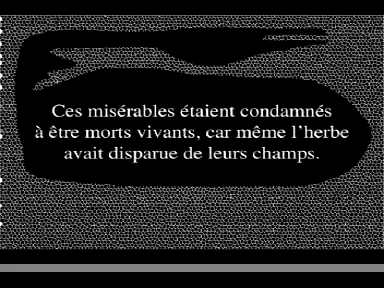 Ces misérables étaient condamnés
à être morts vivants, car même l'herbe
avait disparue de leurs champs.